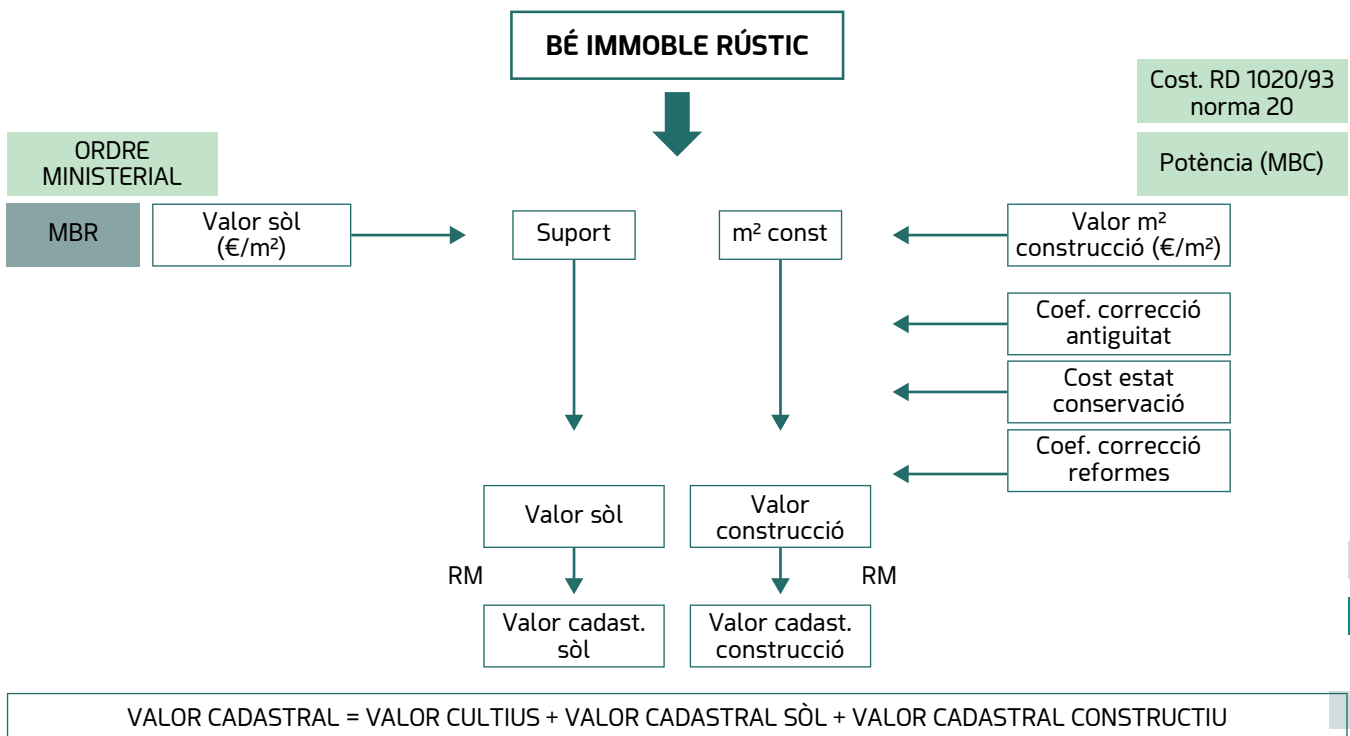 BÉ IMMOBLE RÚSTIC
Cost. RD 1020/93
norma 20
ORDRE
MINISTERIAL
Potència (MBC)
MBR
Valor sòl
(€/m²)
Suport
m² const
Valor m²
construcció (€/m²)
Coef. correcció
antiguitat
Cost estat
conservació
Coef. correcció
reformes
Valor sòl
Valor
construcció
RM
RM
Valor cadast.
sòl
Valor cadast.
construcció
VALOR CADASTRAL = VALOR CULTIUS + VALOR CADASTRAL SÒL + VALOR CADASTRAL CONSTRUCTIU